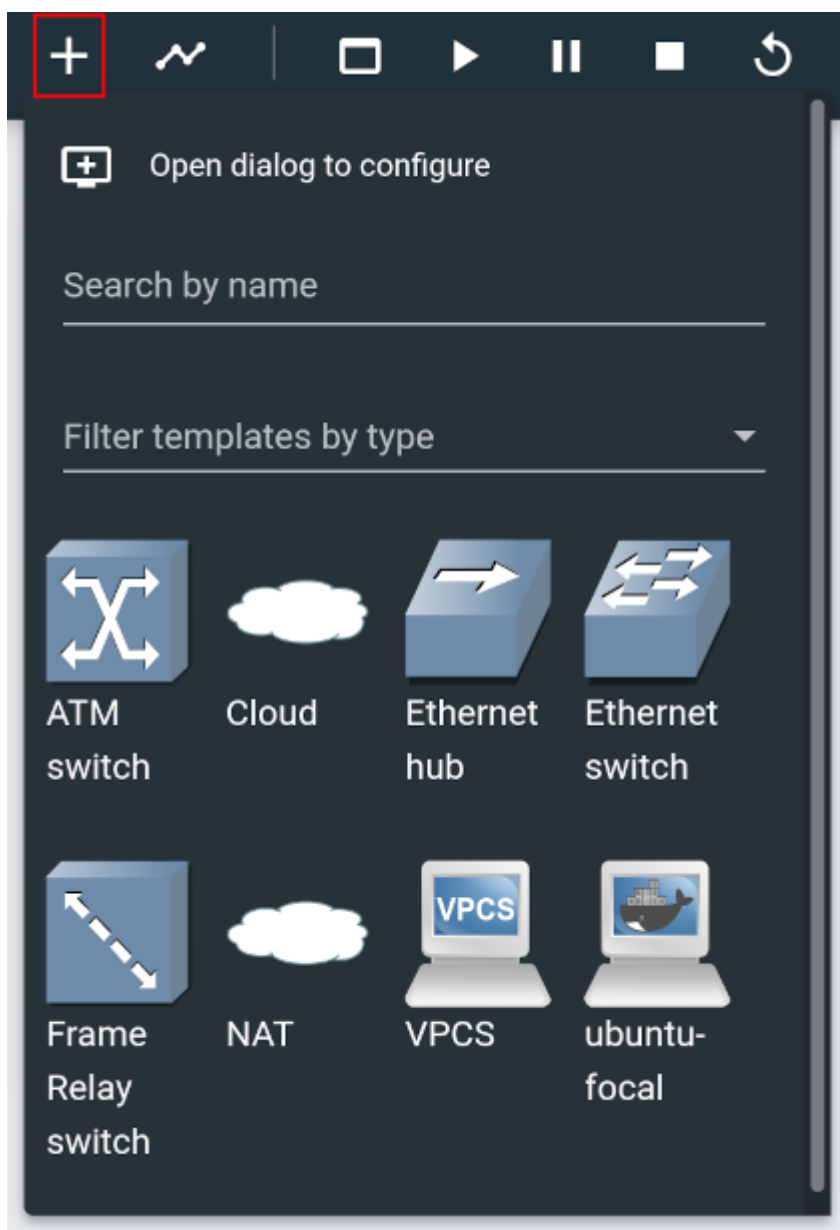 Open dialog to configure
Search by name
Filter templates by type
ATM
switch
Cloud
Ethernet
hub
Ethernet
switch
Frame
Relay
switch
NAT
VPCS
VPCS
ubuntu-
focal